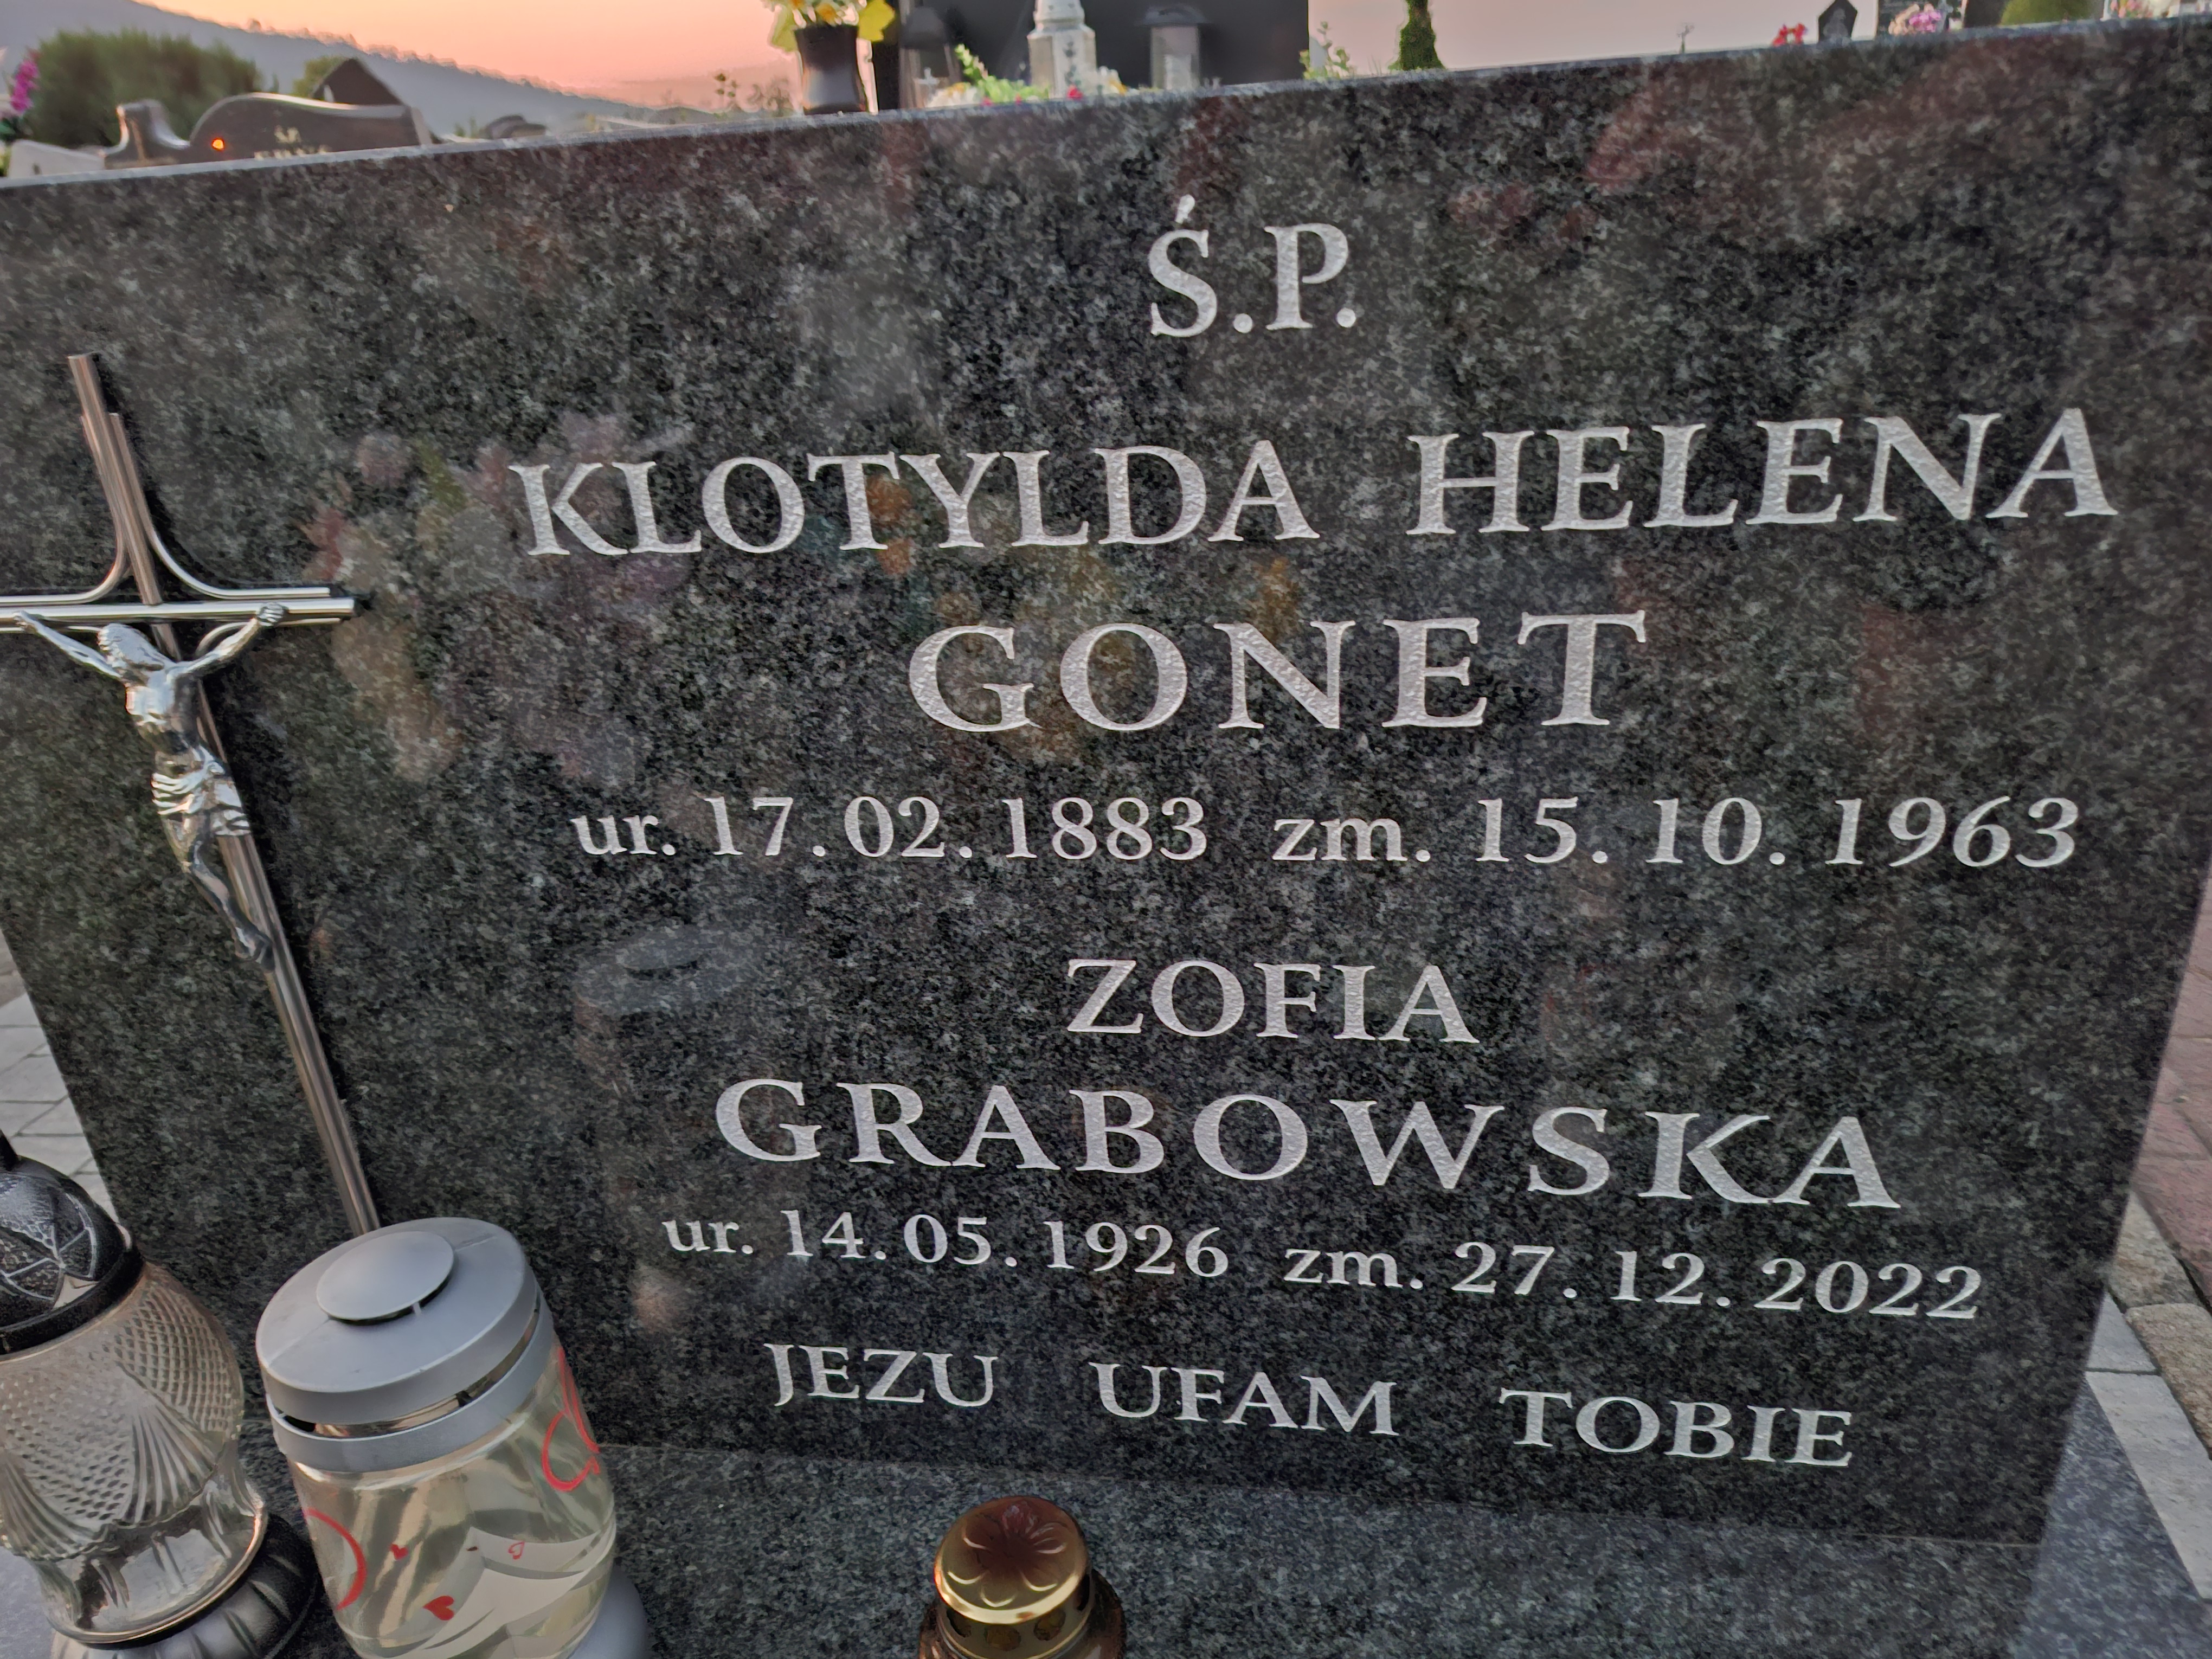 Ś.P.
KLOTYLDA HELENA
GONET
ur. 17. 02. 1883 zm. 15. 10. 1963
ZOFIA
GRABOWSKA
ur. 14. 05. 1926 zm. 27. 12. 2022
JEZU UFAM TOBIE